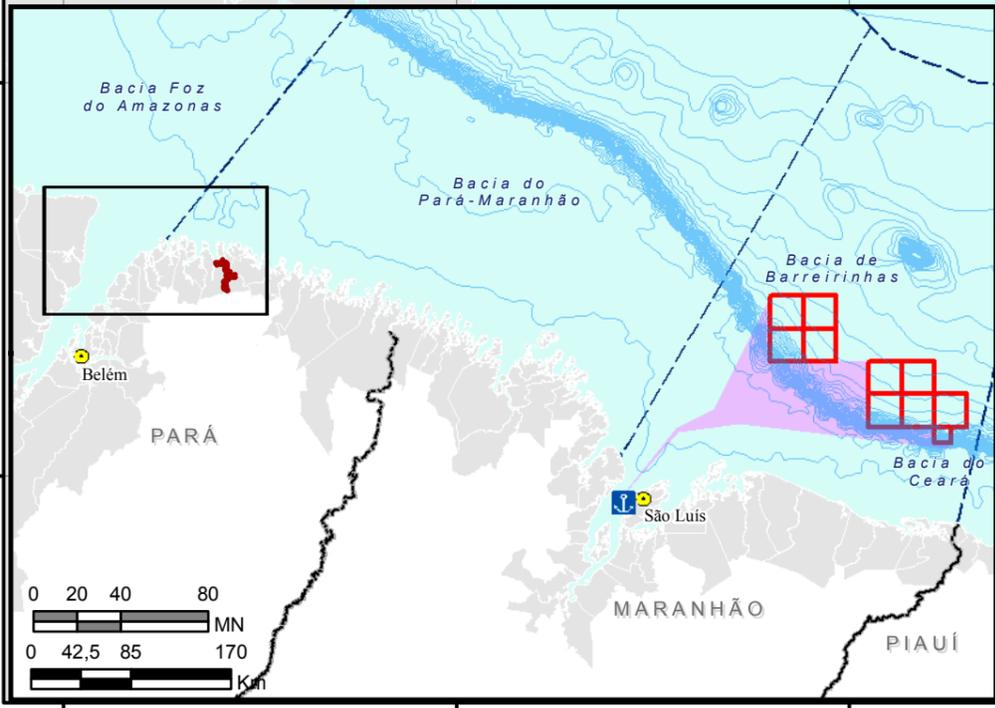 Bacia Foz
do Amazonas
Bacia do
Pará-Maranhão
Bacia de
Barreirinhas
Belém
PARÁ
Bacia do
Ceará
São Luís
MARANHÃO
PIAUÍ
0 20 40 80
MN
0 42,5 85 170
Km